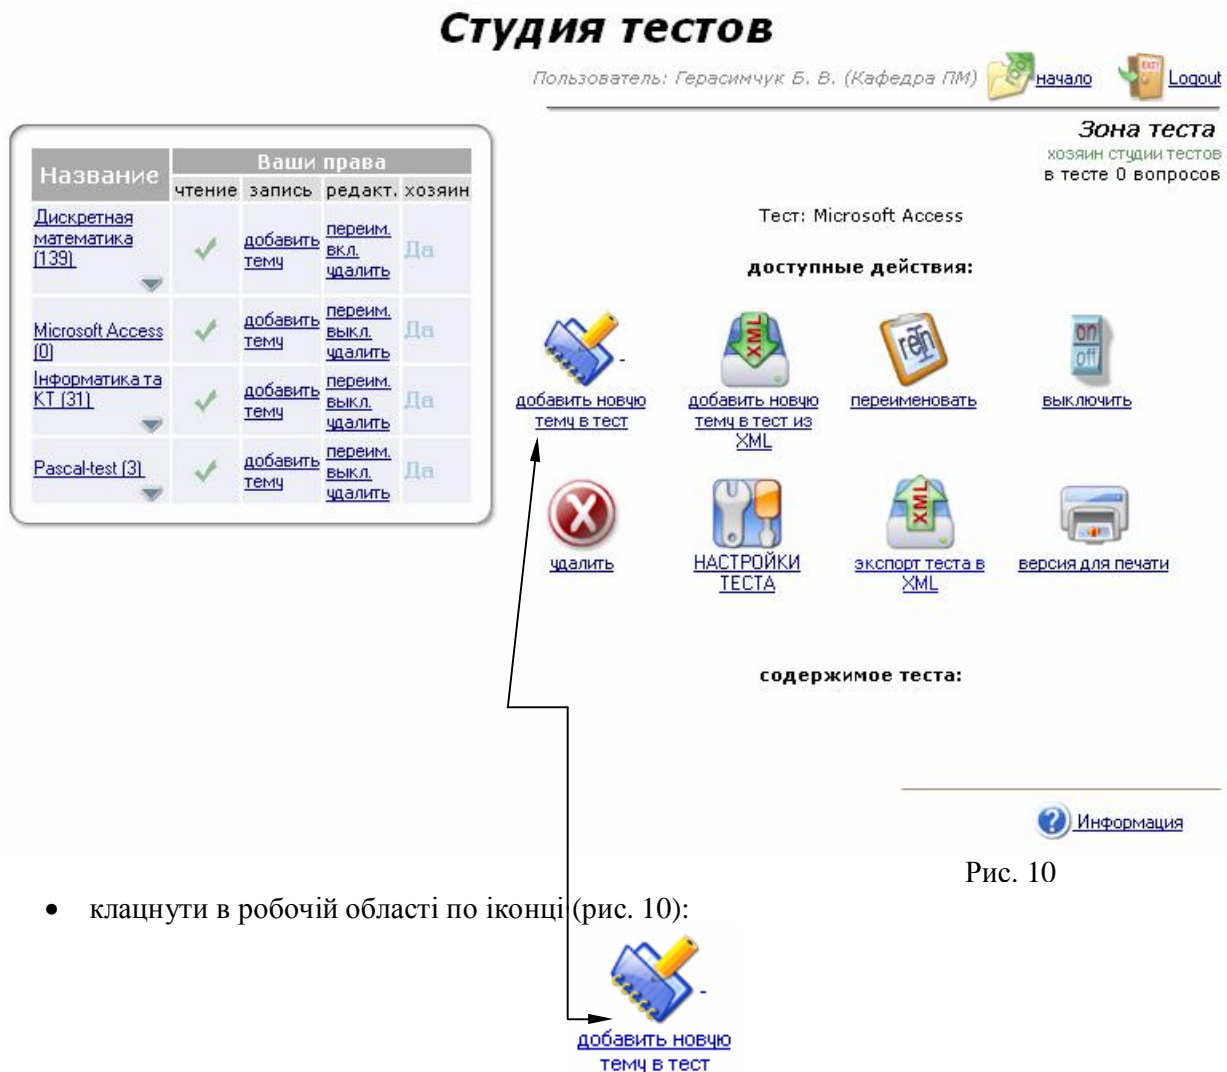 Студия тестов
Пользователь: Герасимчук Б. В. (Кафедра ПМ) начало Logout
Зона теста
хозяин студии тестов
в тесте 0 вопросов
Название Ваши права
чтение запись редакт. хозяин
Дискретная
математика
(139)
добавить
тему
переим.
вкл.
удалить
Да
Microsoft Access
(0)
добавить
тему
переим.
выкл.
удалить
Да
Інформатика та
КТ (31)
добавить
тему
переим.
выкл.
удалить
Да
Pascal-test (3)
добавить
тему
переим.
выкл.
удалить
Да
Тест: Microsoft Access
доступные действия:
добавить новую
тему в тест
XML
добавить новую
тему в тест из
XML
переименовать
on
off
выключить
удалить
НАСТРОЙКИ
ТЕСТА
XML
экспорт теста в
XML
версия для печати
содержимое теста:
Информация
Рис. 10
• клацнути в робочій області по іконці (рис. 10):
добавить новую
тему в тест